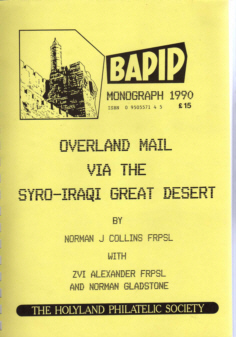 BAPIP
MONOGRAPH 1990
ISBN 0 9505571 4 5
£15
OVERLAND MAIL
VIA THE
SYRO-IRAQI GREAT DESERT
BY
NORMAN J COLLINS FRPSL
WITH
ZVI ALEXANDER FRPSL
AND NORMAN GLADSTONE
THE HOLYLAND PHILATELIC SOCIETY